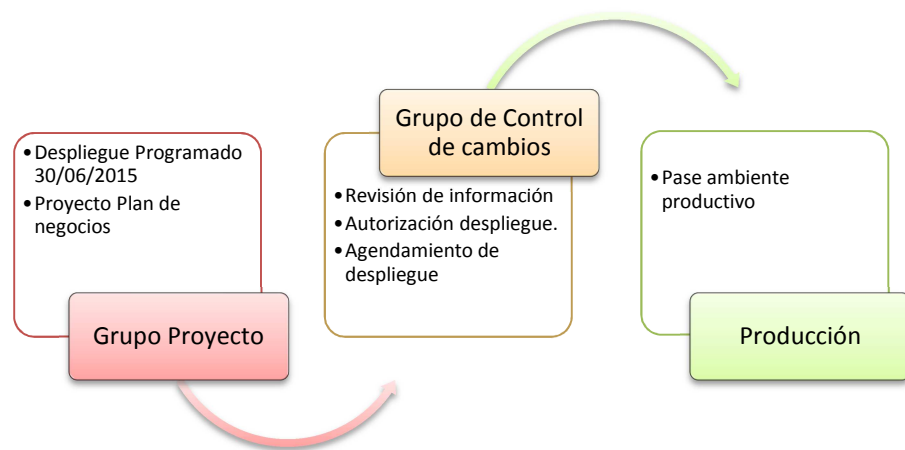 •Despliegue Programado
30/06/2015
•Proyecto Plan de
negocios
Grupo Proyecto
Grupo de Control
de cambios
•Revisión de información
•Autorización despliegue.
•Agendamiento de
despliegue
•Pase ambiente
productivo
Producción